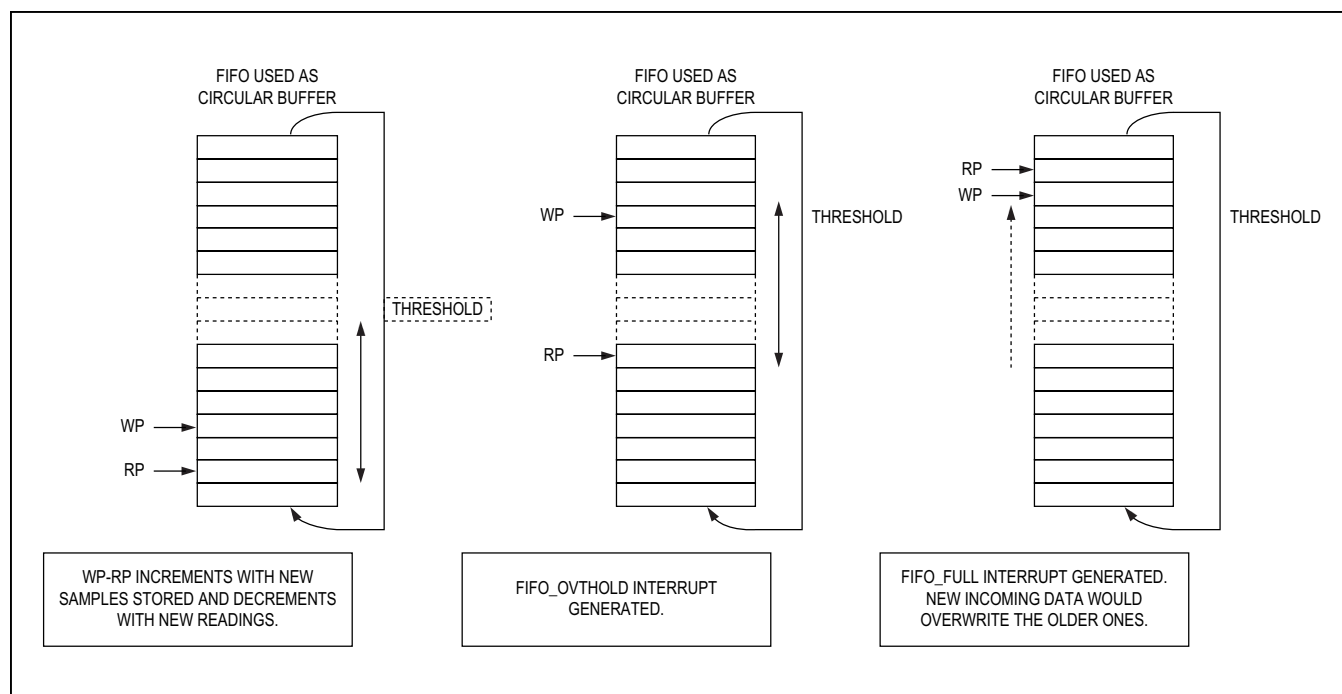 FIFO USED AS
CIRCULAR BUFFER
WP
RP
THRESHOLD
WP-RP INCREMENTS WITH NEW
SAMPLES STORED AND DECREMENTS
WITH NEW READINGS.
FIFO USED AS
CIRCULAR BUFFER
WP
RP
THRESHOLD
FIFO_OVTHOLD INTERRUPT
GENERATED.
FIFO USED AS
CIRCULAR BUFFER
RP
WP
THRESHOLD
FIFO_FULL INTERRUPT GENERATED.
NEW INCOMING DATA WOULD
OVERWRITE THE OLDER ONES.